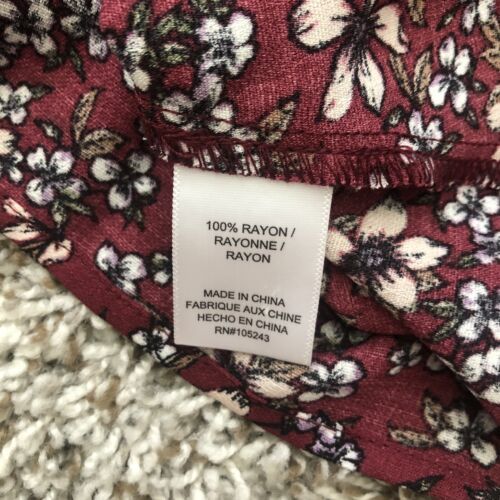 100% RAYON /
RAYONNE /
RAYON
MADE IN CHINA
FABRIQUE AUX CHINE
HECHO EN CHINA
RN#105243